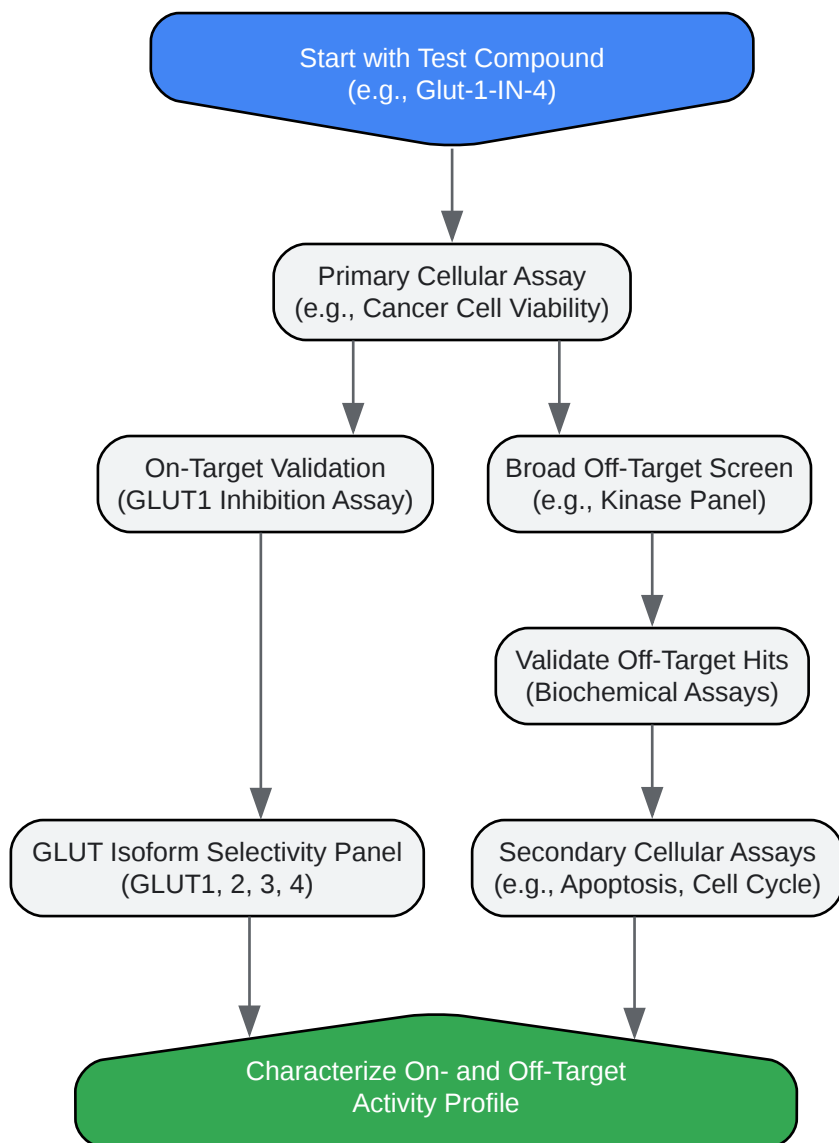 Start with Test Compound
(e.g., Glut-1-IN-4)
Primary Cellular Assay
(e.g., Cancer Cell Viability)
On-Target Validation
(GLUT1 Inhibition Assay)
Broad Off-Target Screen
(e.g., Kinase Panel)
Validate Off-Target Hits
(Biochemical Assays)
GLUT Isoform Selectivity Panel
(GLUT1, 2, 3, 4)
Secondary Cellular Assays
(e.g., Apoptosis, Cell Cycle)
Characterize On- and Off-Target
Activity Profile